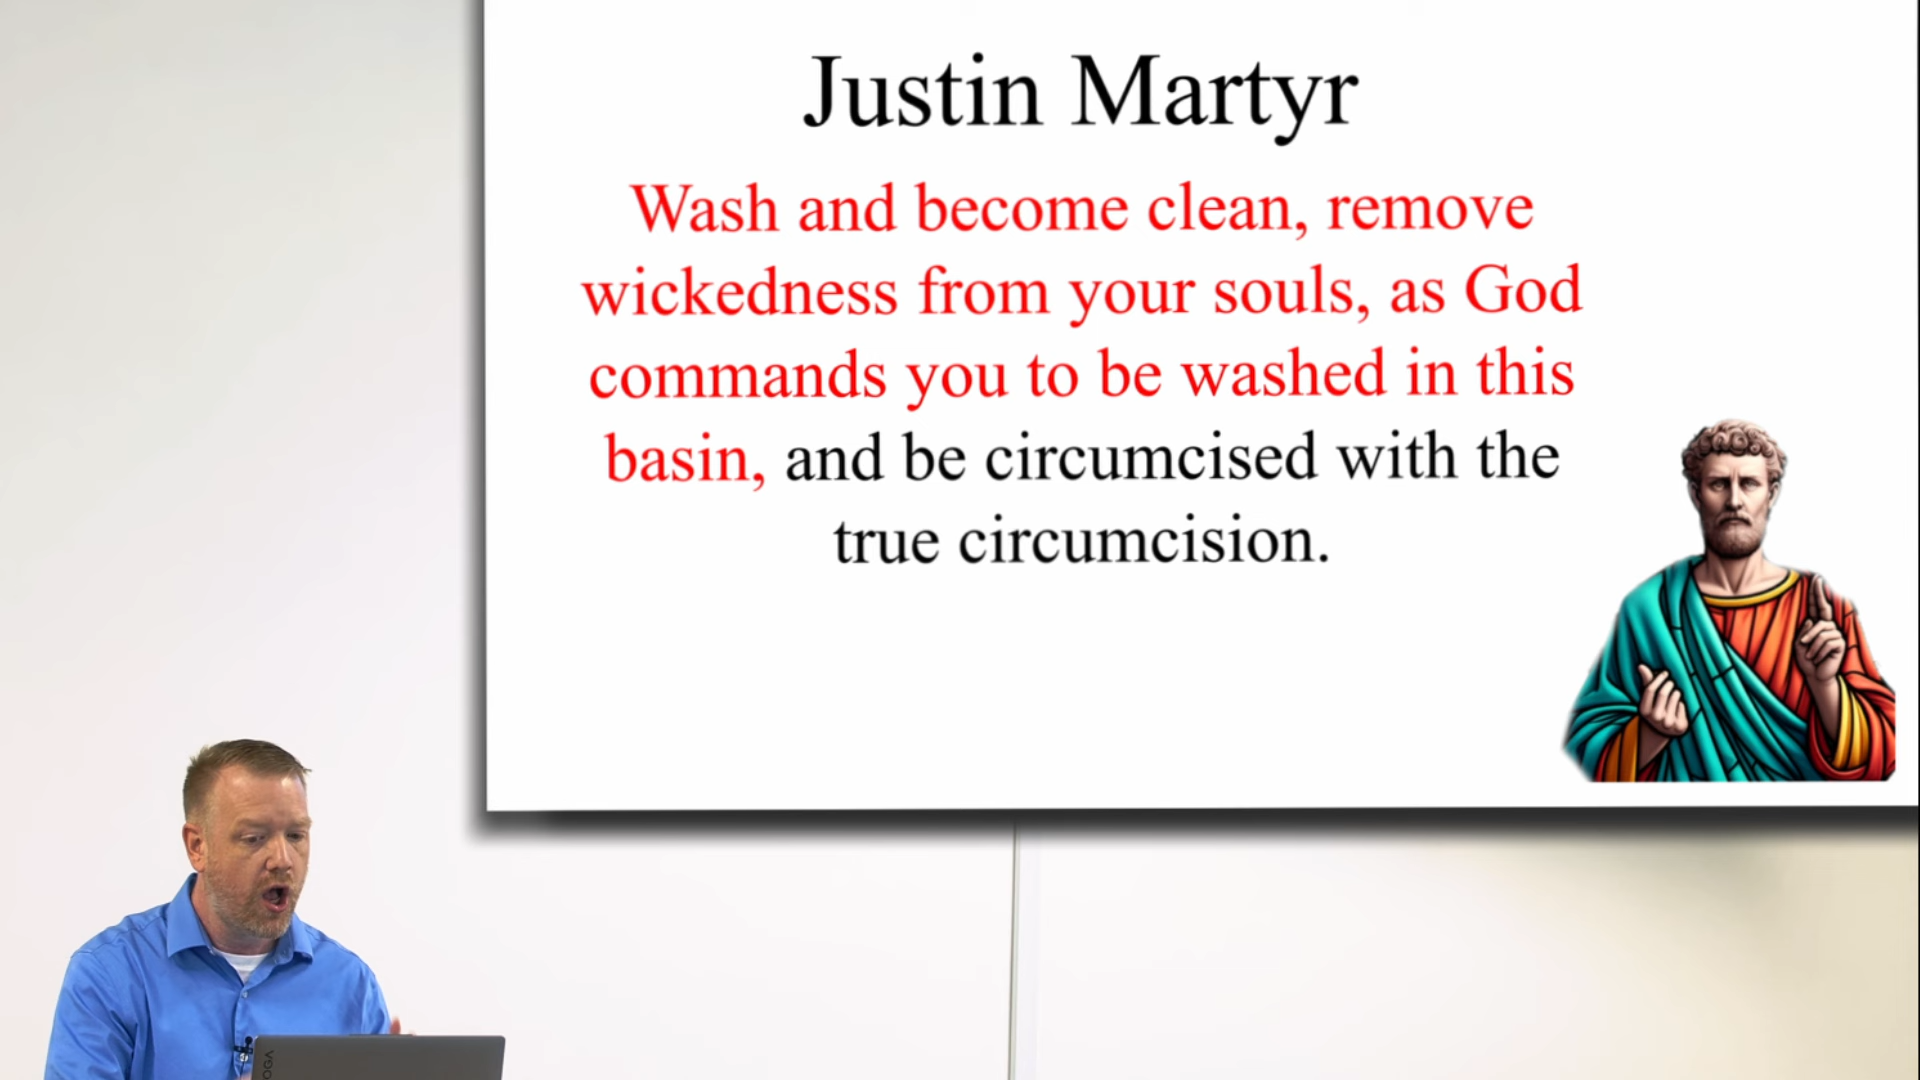 Justin Martyr
Wash and become clean, remove
wickedness from your souls, as God
commands you to be washed in this
basin, and be circumcised with the
true circumcision.
YOGA